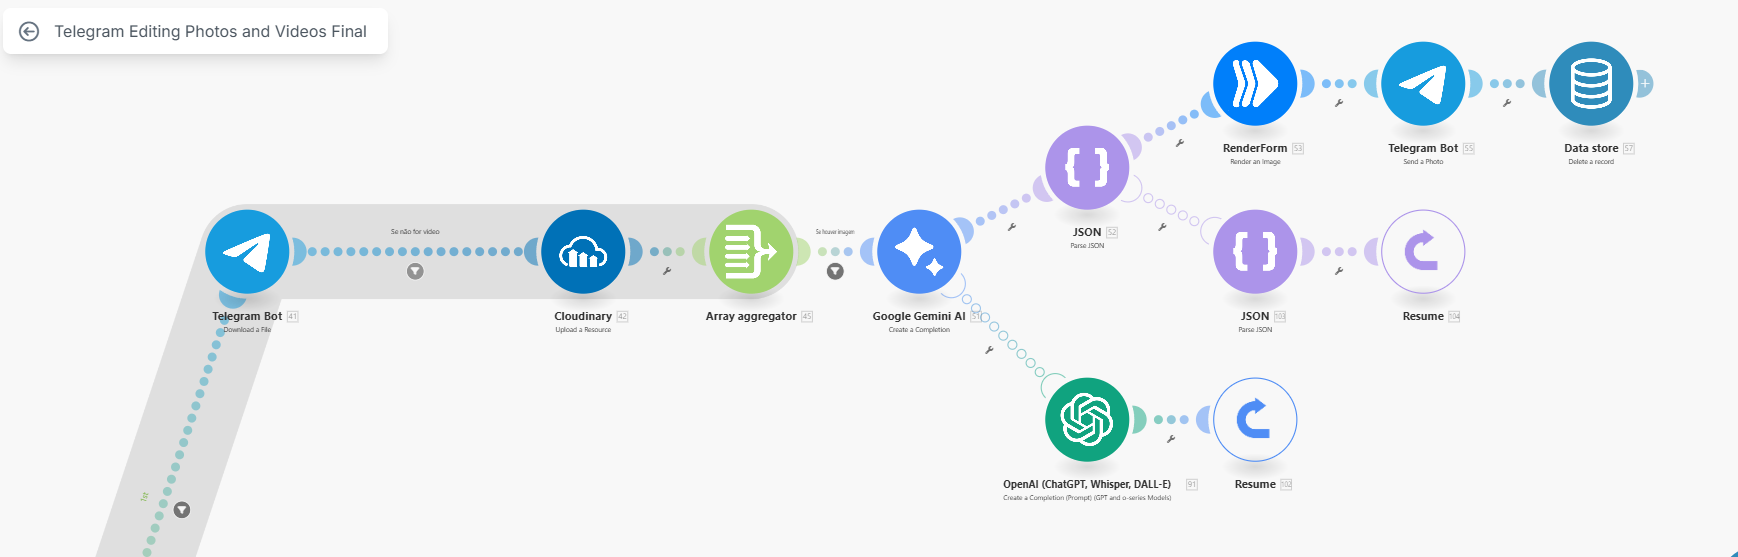 Telegram Editing Photos and Videos Final
RenderForm 53
Render an Image
Telegram Bot 55
Send a Photo
Data store 57
Delete a record
JSON 52
Parse JSON
Se não for vídeo
Se houve imagem
Telegram Bot 41
Download a File
Cloudinary 42
Upload a Resource
Array aggregator 45
Google Gemini AI 51
Create a Completion
JSON 103
Parse JSON
Resume 104
1st
OpenAI (ChatGPT, Whisper, DALL-E) 91
Create a Completion (Prompt) (GPT and o-series Models)
Resume 102